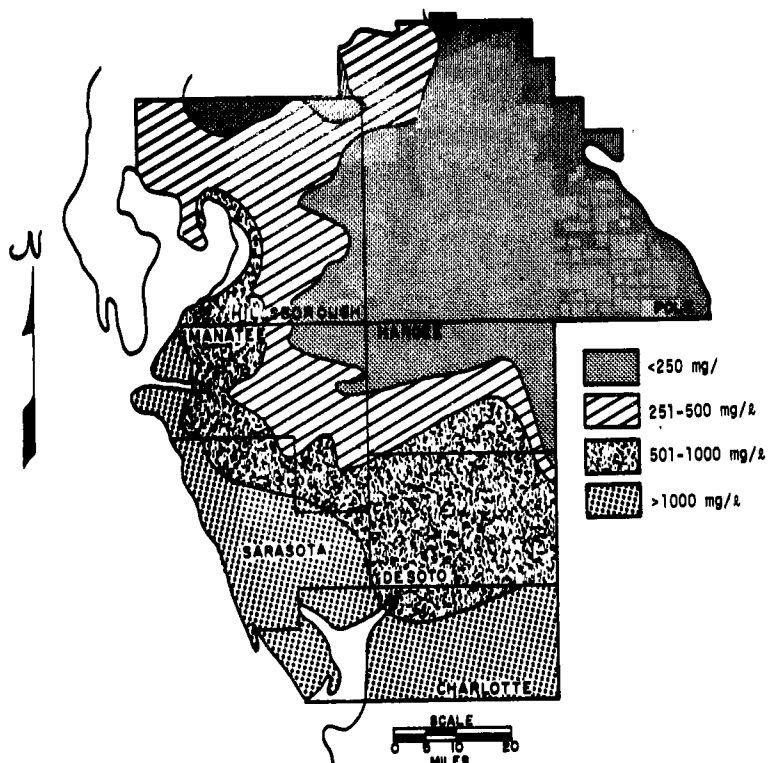 N
HILLSBOROUGH
POLK
MANATEE
HARDEE
<250 mg/
251-500 mg/ℓ
501-1000 mg/ℓ
>1000 mg/ℓ
SARASOTA
DESOTO
CHARLOTTE
SCALE
0 5 10 20
MILES